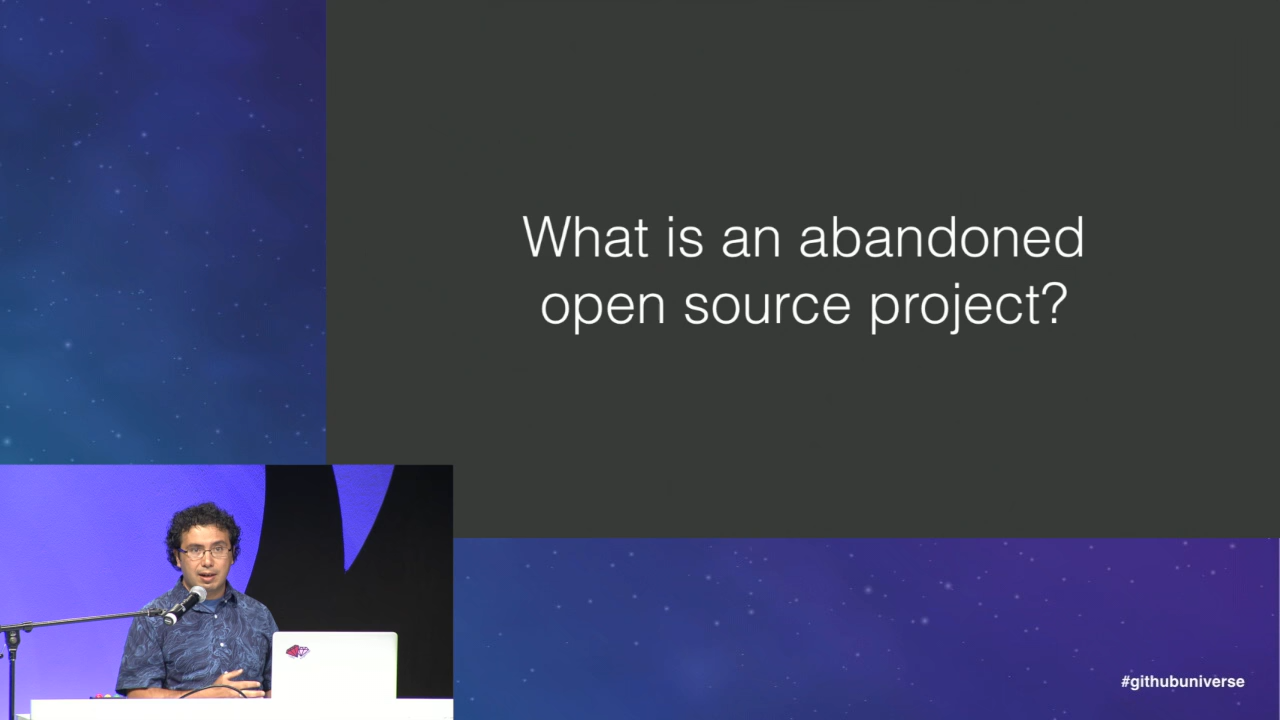 What is an abandoned
open source project?
#githubuniverse